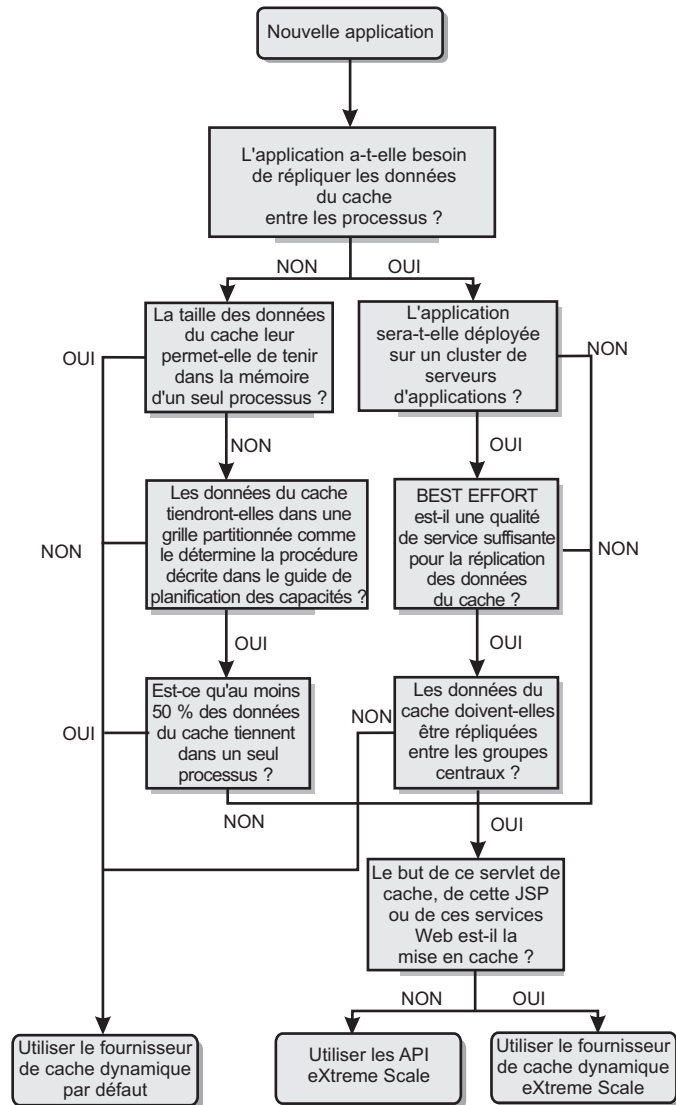 Nouvelle application
L'application a-t-elle besoin
de répliquer les données
du cache
entre les processus ?
NON
OUI
La taille des données
du cache leur
permet-elle de tenir
dans la mémoire
d'un seul processus ?
L'application
sera-t-elle déployée
sur un cluster de
serveurs
d'applications ?
OUI
NON
NON
OUI
Les données du cache
tiendront-elles dans une
grille partitionnée comme
le détermine la procédure
décrite dans le guide de
planification des capacités ?
BEST EFFORT
est-il une qualité
de service suffisante
pour la réplication
des données
du cache ?
NON
NON
OUI
OUI
Est-ce qu'au moins
50 % des données
du cache tiennent
dans un seul
processus ?
Les données du
cache doivent-elles
être répliquées
entre les groupes
centraux ?
OUI
NON
NON
OUI
Le but de ce servlet de
cache, de cette JSP
ou de ces services
Web est-il la
mise en cache ?
NON
OUI
Utiliser le fournisseur
de cache dynamique
par défaut
Utiliser les API
eXtreme Scale
Utiliser le fournisseur
de cache dynamique
eXtreme Scale